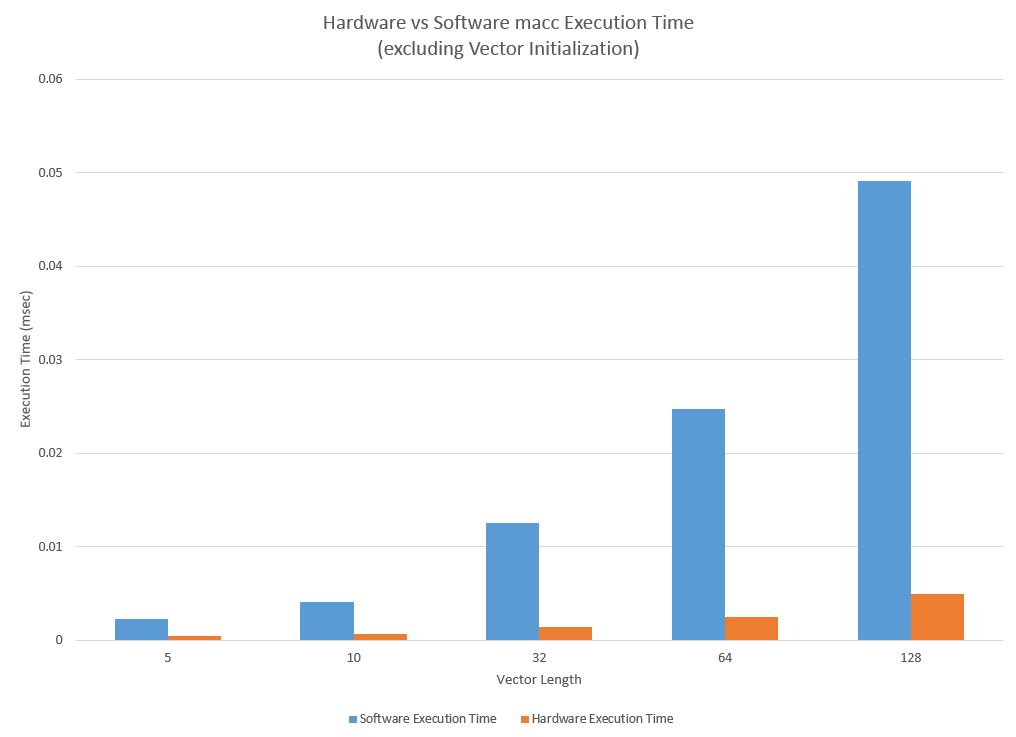 Hardware vs Software macc Execution Time
(excluding Vector Initialization)
0.06
0.05
0.04
0.03
0.02
0.01
0
Execution Time (msec)
5 10 32 64 128
Vector Length
Software Execution Time Hardware Execution Time